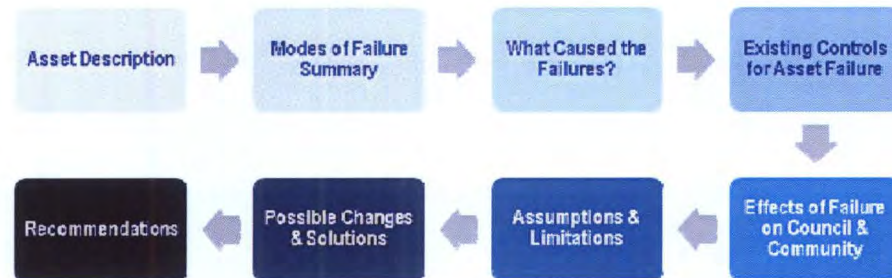 Asset Description
Modes of Failure
Summary
What Caused the
Failures?
Existing Controls
for Asset Failure
Effects of Failure
on Council &
Community
Assumptions &
Limitations
Possible Changes
& Solutions
Recommendations